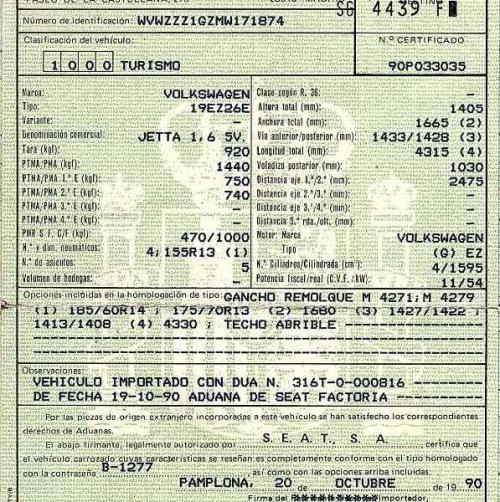 PASEO DE LA CASTELLANA, 278
SG 4439 F
Número de identificación: WVWZZZ1GZMW171874
Clasificación del vehículo: N.º CERTIFICADO
1 0 0 0 TURISMO 90P033035
Marca: VOLKSWAGEN Clase según R. 36: —
Tipo: 19EZ26E Altura total (mm): 1405
Variante: — Anchura total (mm): 1665 (2)
Denominación comercial: JETTA 1,6 5V. Vía anterior/posterior (mm): 1433/1428 (3)
Tara (kgf): 920 Longitud total (mm): 4315 (4)
PTMA/PMA (kgf): 1440 Voladizo posterior (mm): 1030
PTMA/PMA 1.º E (kgf): 750 Distancia eje 1.º/2.º (mm): 2475
PTMA/PMA 2.º E (kgf): 740 Distancia eje 2.º/3.º (mm): —
PTMA/PMA 3.º E (kgf): — Distancia eje 3.º/4.º (mm): —
PTMA/PMA 4.º E (kgf): — Distancia 5.ª rda./últ. (mm): —
PMR S F, C/F (kgf): 470/1000 Motor: Marca VOLKSWAGEN
N.º y dim. neumáticos: 4; 155R13 (1) Tipo (G) EZ
N.º de asientos: 5 N.º Cilindros/Cilindrada (cm³): 4/1595
Volumen de bodegas: — Potencia fiscal/real (C.V.F./kW): 11/54
Opciones incluidas en la homologación de tipo: GANCHO REMOLQUE M 4271; M 4279
(1) 185/60R14 ; 175/70R13 (2) 1680 (3) 1427/1422 ;
1413/1408 (4) 4330 ; TECHO ABRIBLE ---------------
Observaciones:
VEHICULO IMPORTADO CON DUA N. 316T-0-000816 --------
DE FECHA 19-10-90 ADUANA DE SEAT FACTORIA --------
Por las piezas de origen extranjero incorporadas a este vehículo se han satisfecho los correspondientes
derechos de Aduanas.
El abajo firmante, legalmente autorizado por S. E. A. T., S. A. certifica que
el vehículo carrozado cuyas características se reseñan es completamente conforme con el tipo homologado
con la contraseña B-1277 así como con las opciones arriba incluidas.
PAMPLONA, 20 de OCTUBRE de 19. 90
Firma del Importador.